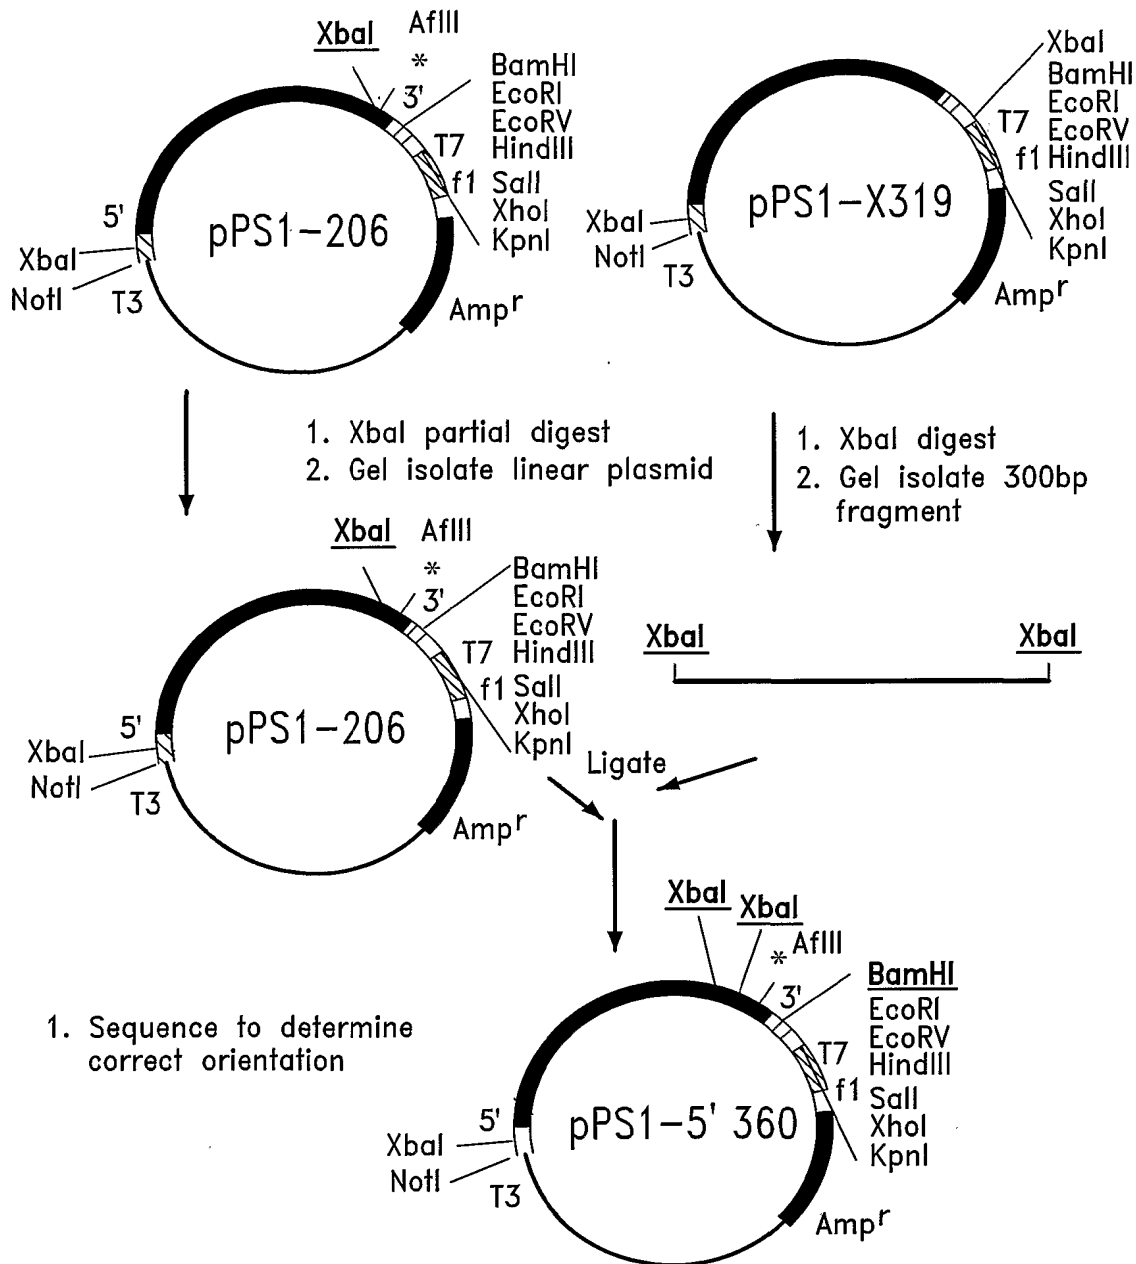 XbaI
AflII
*
3'
BamHI
EcoRI
EcoRV
HindIII
T7
f1
SalI
XhoI
KpnI
5'
pPS1-206
XbaI
NotI
T3
Ampr
XbaI
BamHI
EcoRI
T7
EcoRV
f1
HindIII
SalI
XhoI
KpnI
pPS1-X319
XbaI
NotI
T3
Ampr
1. XbaI partial digest
2. Gel isolate linear plasmid
1. XbaI digest
2. Gel isolate 300bp
fragment
XbaI
AflII
*
3'
BamHI
EcoRI
EcoRV
T7
HindIII
f1
SalI
XhoI
KpnI
5'
pPS1-206
XbaI
NotI
T3
Ampr
XbaI
XbaI
Ligate
XbaI
XbaI
*
AflII
3'
BamHI
EcoRI
EcoRV
T7
HindIII
f1
SalI
XhoI
KpnI
1. Sequence to determine
correct orientation
5'
pPS1-5' 360
XbaI
NotI
T3
Ampr